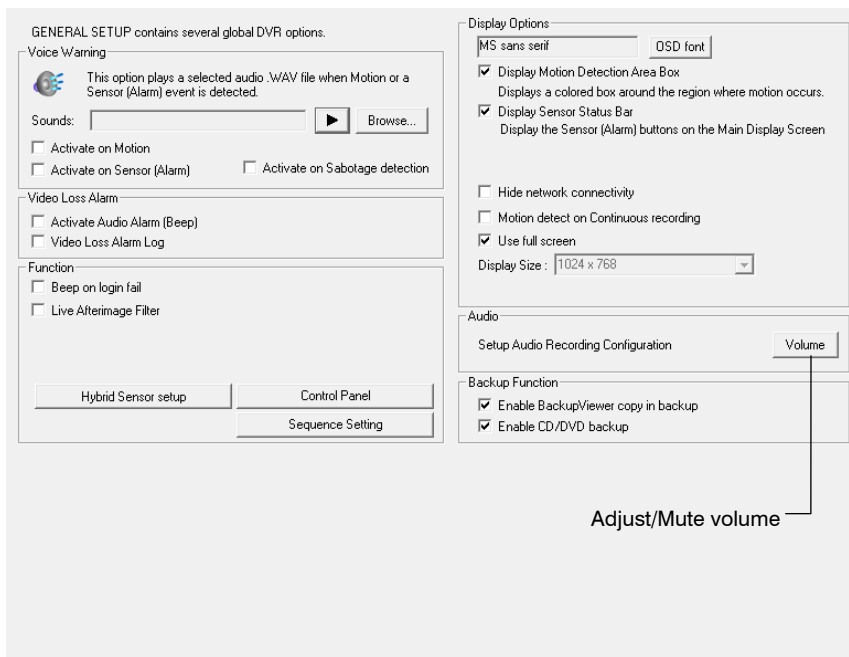 GENERAL SETUP contains several global DVR options.
Voice Warning
This option plays a selected audio .WAV file when Motion or a
Sensor (Alarm) event is detected.
Sounds:
Browse...
Activate on Motion
Activate on Sensor (Alarm)
Activate on Sabotage detection
Video Loss Alarm
Activate Audio Alarm (Beep)
Video Loss Alarm Log
Function
Beep on login fail
Live Afterimage Filter
Hybrid Sensor setup
Control Panel
Sequence Setting
Display Options
MS sans serif
OSD font
Display Motion Detection Area Box
Displays a colored box around the region where motion occurs.
Display Sensor Status Bar
Display the Sensor (Alarm) buttons on the Main Display Screen
Hide network connectivity
Motion detect on Continuous recording
Use full screen
Display Size : 1024 x 768
Audio
Setup Audio Recording Configuration
Volume
Backup Function
Enable BackupViewer copy in backup
Enable CD/DVD backup
Adjust/Mute volume